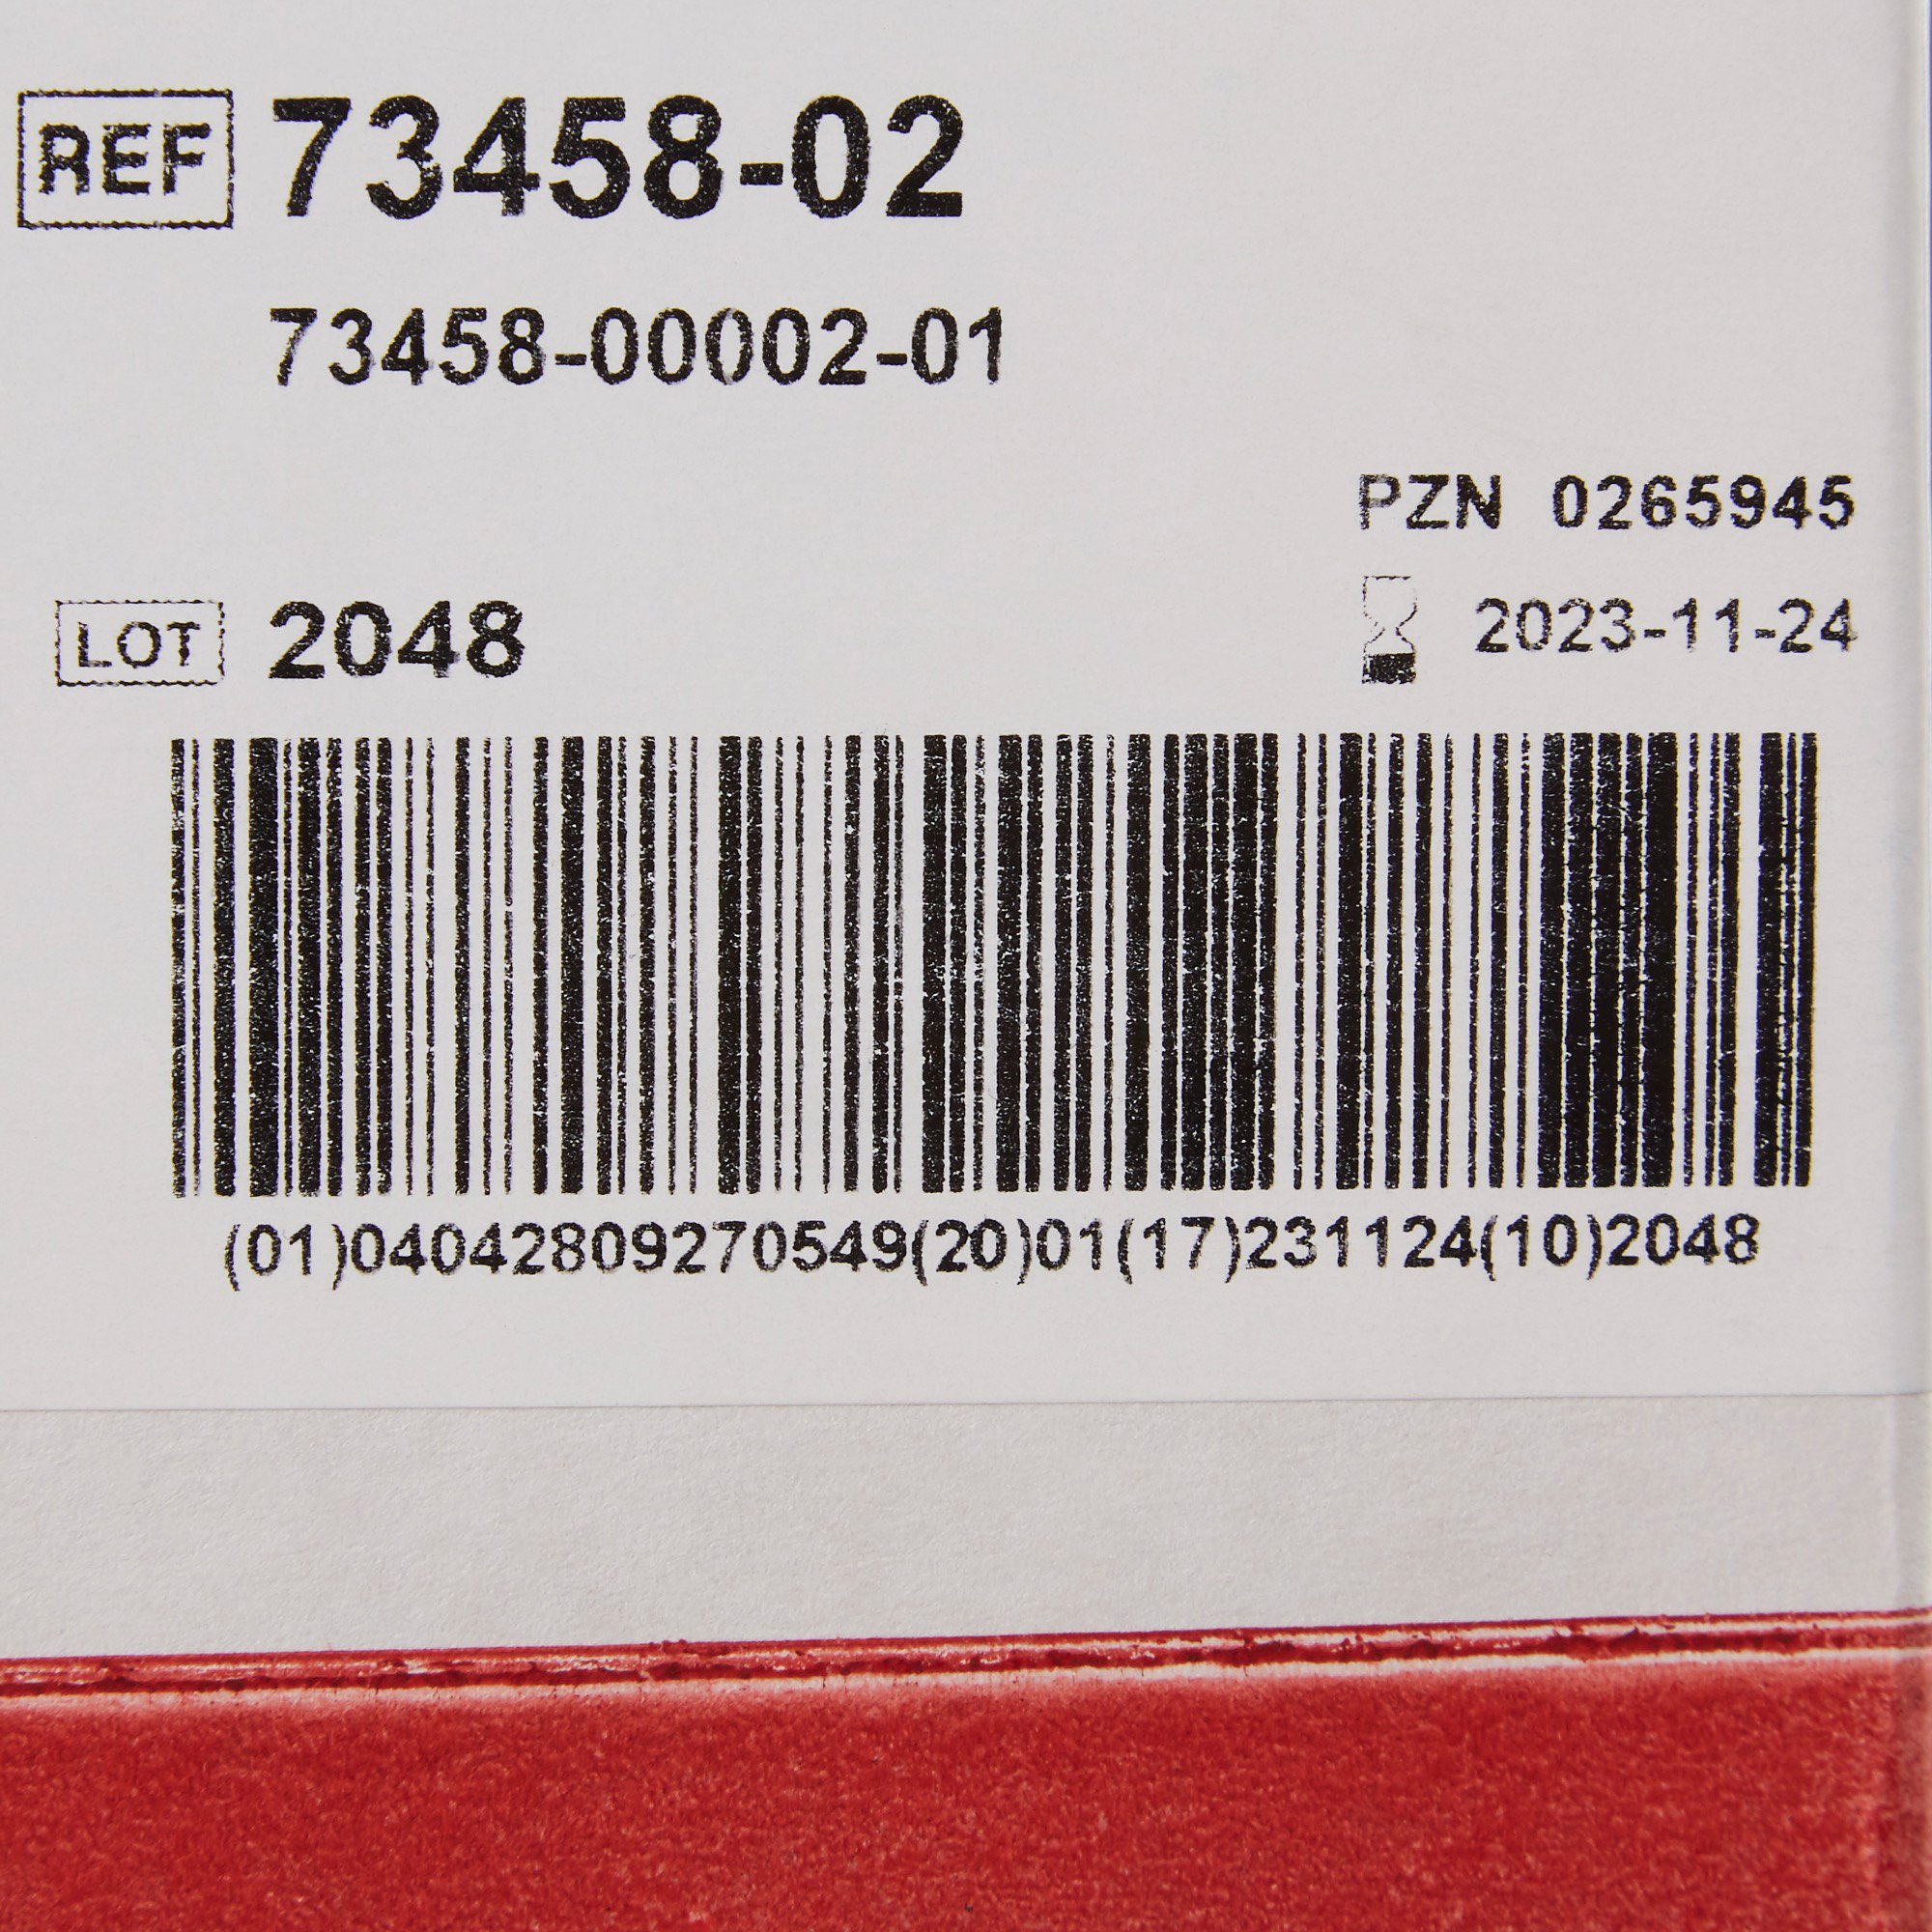 REF 73458-02
73458-00002-01
PZN 0265945
LOT 2048
2023-11-24
(01)04042809270549(20)01(17)231124(10)2048